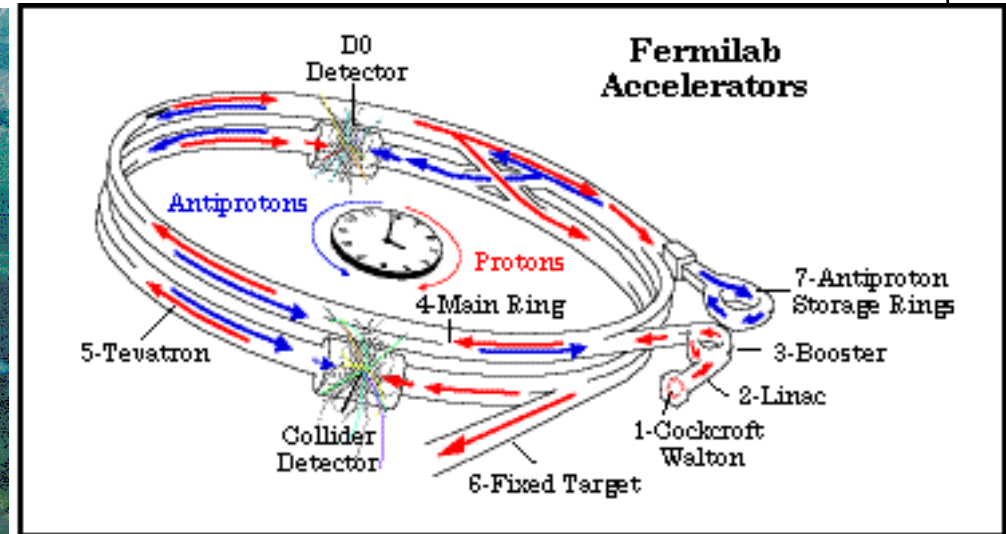 Fermilab
Accelerators
D0
Detector
Antiprotons
Protons
4-Main Ring
7-Antiproton
Storage Rings
5-Tevatron
3-Booster
2-Linac
1-Cockcroft
Walton
Collider
Detector
6-Fixed Target